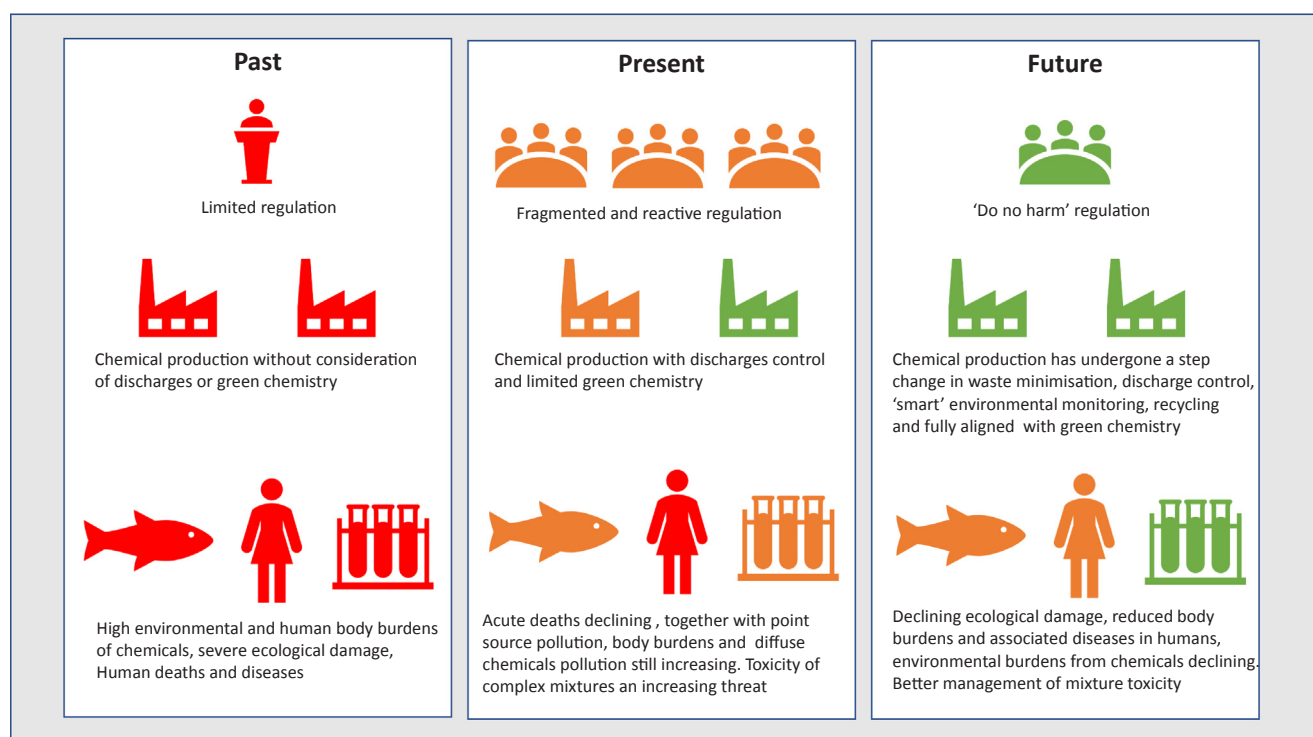 Past
Limited regulation
Chemical production without consideration
of discharges or green chemistry
High environmental and human body burdens
of chemicals, severe ecological damage,
Human deaths and diseases
Present
Fragmented and reactive regulation
Chemical production with discharges control
and limited green chemistry
Acute deaths declining , together with point
source pollution, body burdens and  diffuse
chemicals pollution still increasing. Toxicity of
complex mixtures an increasing threat
Future
‘Do no harm’ regulation
Chemical production has undergone a step
change in waste minimisation, discharge control,
‘smart’ environmental monitoring, recycling
and fully aligned  with green chemistry
Declining ecological damage, reduced body
burdens and associated diseases in humans,
environmental burdens from chemicals declining.
Better management of mixture toxicity